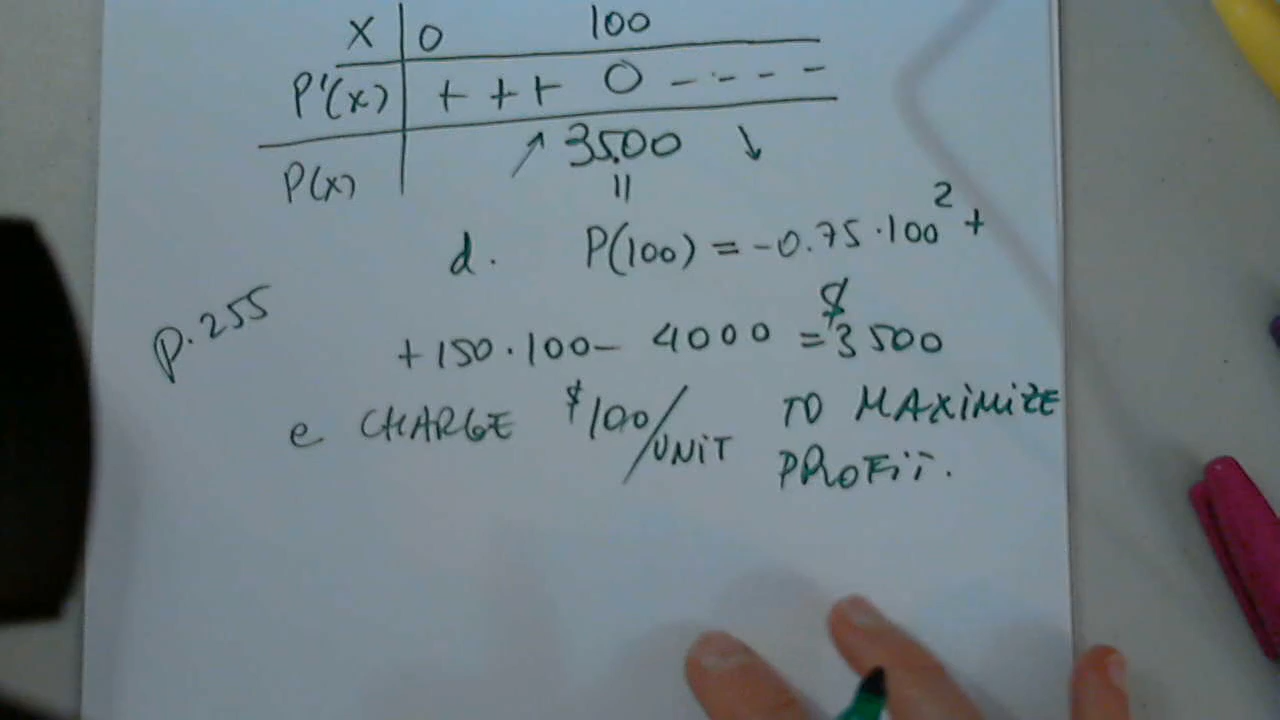 x | 0 100
P'(x) | + + + 0 - - - -
P(x) | ↗ 3500 ↘
=
d. P(100) = -0.75·100² +
p.255
+150·100- 4000 = $3500
e CHARGE $100/UNIT TO MAXIMIZE
PROFIT.